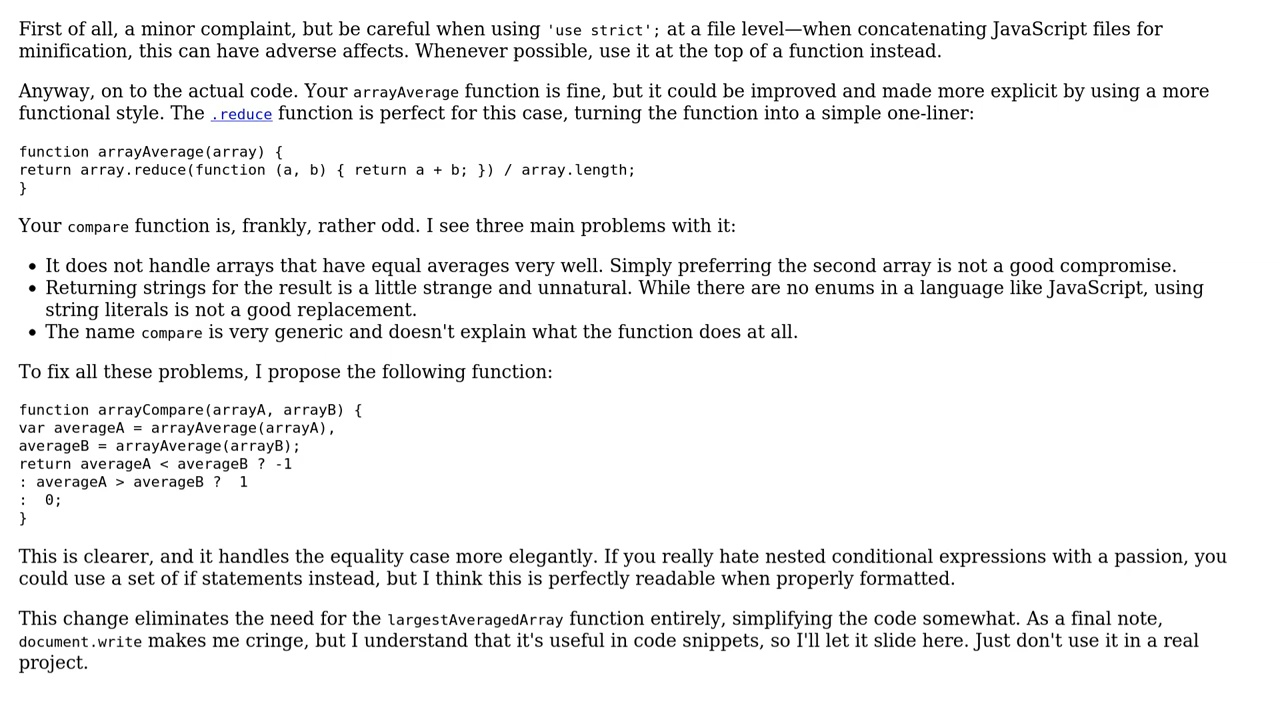 First of all, a minor complaint, but be careful when using 'use strict'; at a file level—when concatenating JavaScript files for
minification, this can have adverse affects. Whenever possible, use it at the top of a function instead.
Anyway, on to the actual code. Your arrayAverage function is fine, but it could be improved and made more explicit by using a more
functional style. The .reduce function is perfect for this case, turning the function into a simple one-liner:
function arrayAverage(array) {
return array.reduce(function (a, b) { return a + b; }) / array.length;
}
Your compare function is, frankly, rather odd. I see three main problems with it:
• It does not handle arrays that have equal averages very well. Simply preferring the second array is not a good compromise.
• Returning strings for the result is a little strange and unnatural. While there are no enums in a language like JavaScript, using
string literals is not a good replacement.
• The name compare is very generic and doesn't explain what the function does at all.
To fix all these problems, I propose the following function:
function arrayCompare(arrayA, arrayB) {
var averageA = arrayAverage(arrayA),
averageB = arrayAverage(arrayB);
return averageA < averageB ? -1
: averageA > averageB ?  1
:  0;
}
This is clearer, and it handles the equality case more elegantly. If you really hate nested conditional expressions with a passion, you
could use a set of if statements instead, but I think this is perfectly readable when properly formatted.
This change eliminates the need for the largestAveragedArray function entirely, simplifying the code somewhat. As a final note,
document.write makes me cringe, but I understand that it's useful in code snippets, so I'll let it slide here. Just don't use it in a real
project.